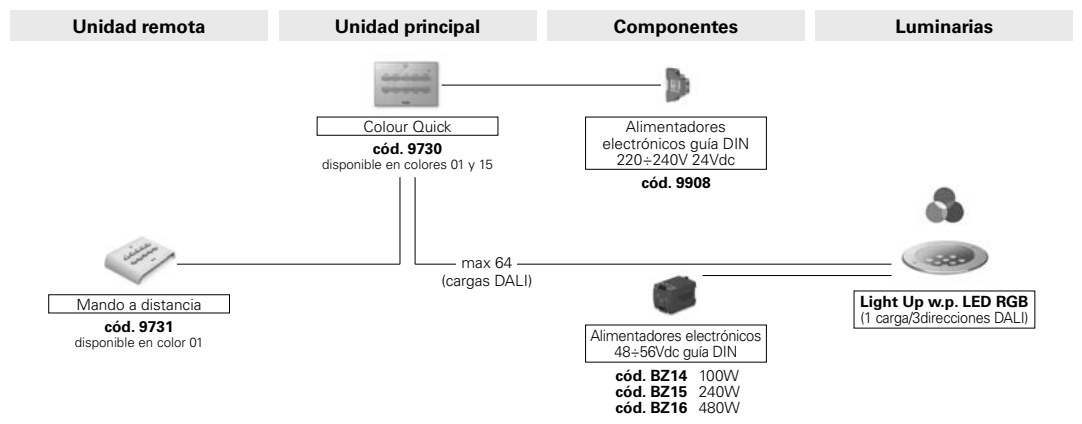 Unidad remota
Unidad principal
Componentes
Luminarias
Colour Quick
cód. 9730
disponible en colores 01 y 15
Alimentadores
electrónicos guía DIN
220÷240V 24Vdc
cód. 9908
Mando a distancia
cód. 9731
disponible en color 01
max 64
(cargas DALI)
Alimentadores electrónicos
48÷56Vdc guía DIN
cód. BZ14 100W
cód. BZ15 240W
cód. BZ16 480W
Light Up w.p. LED RGB
(1 carga/3direcciones DALI)